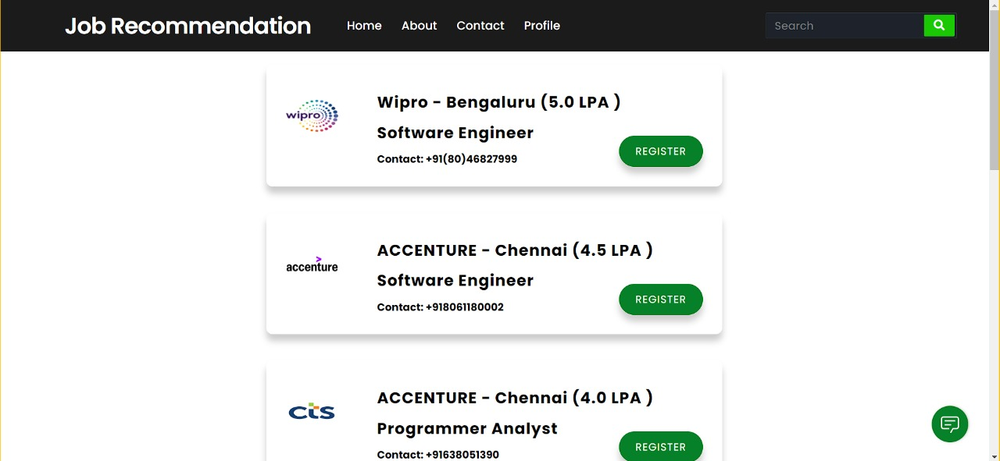 Job Recommendation Home About Contact Profile Search
wipro
Wipro - Bengaluru (5.0 LPA )
Software Engineer
Contact: +91(80)46827999
REGISTER
accenture
ACCENTURE - Chennai (4.5 LPA )
Software Engineer
Contact: +918061180002
REGISTER
cts
ACCENTURE - Chennai (4.0 LPA )
Programmer Analyst
Contact: +91638051390
REGISTER